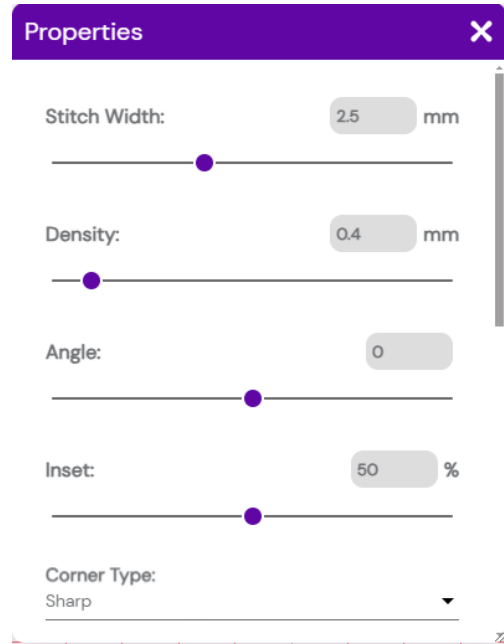 Properties
Stitch Width: 2.5 mm
Density: 0.4 mm
Angle: 0
Inset: 50 %
Corner Type:
Sharp